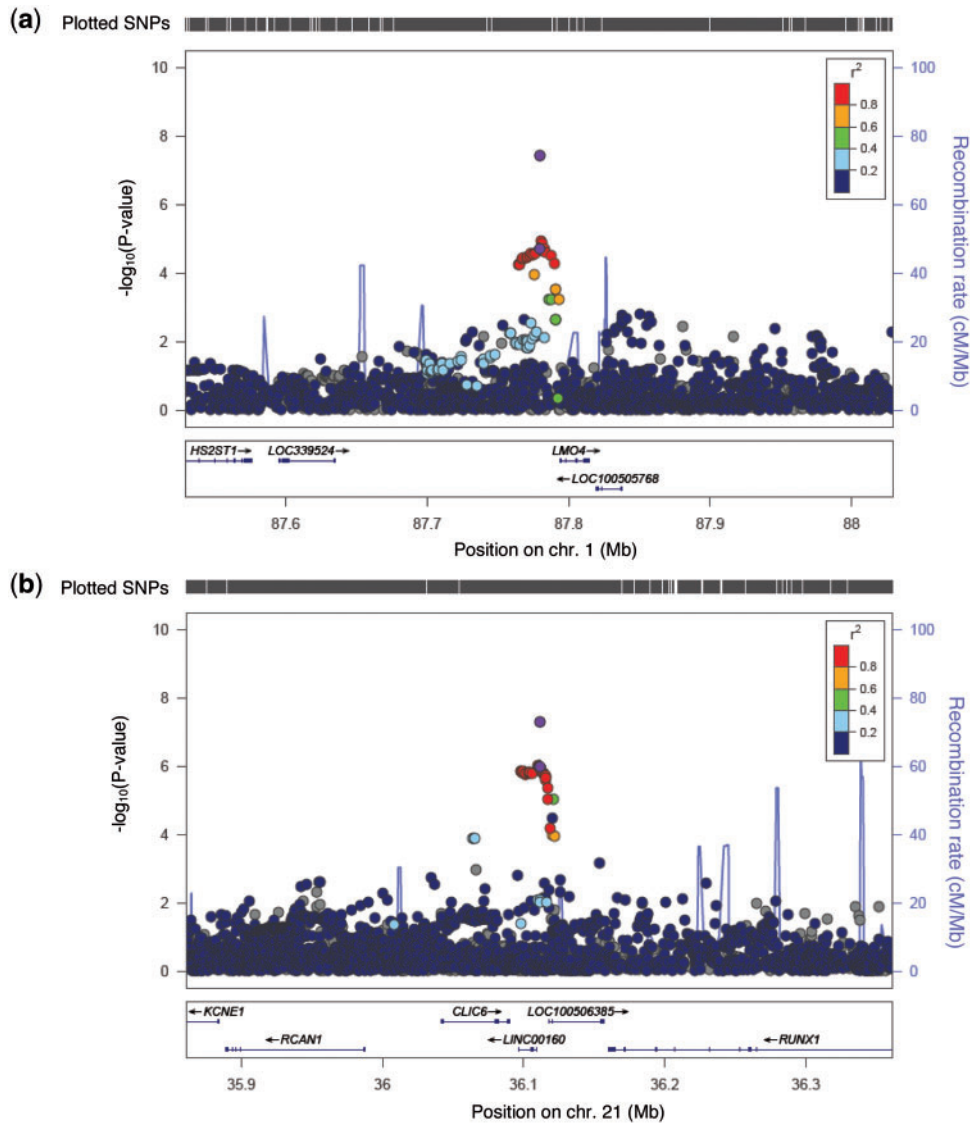 (a) Plotted SNPs
10
8
6
4
2
0
-log10(P-value)
r2
0.8
0.6
0.4
0.2
100
80
60
40
20
0
Recombination rate (cM/Mb)
HS2ST1→ LOC339524→ LMO4→
←LOC100505768
87.6 87.7 87.8 87.9 88
Position on chr. 1 (Mb)
(b) Plotted SNPs
10
8
6
4
2
0
-log10(P-value)
r2
0.8
0.6
0.4
0.2
100
80
60
40
20
0
Recombination rate (cM/Mb)
←KCNE1 CLIC6→ LOC100506385→
←RCAN1 ←LINC00160 ←RUNX1
35.9 36 36.1 36.2 36.3
Position on chr. 21 (Mb)